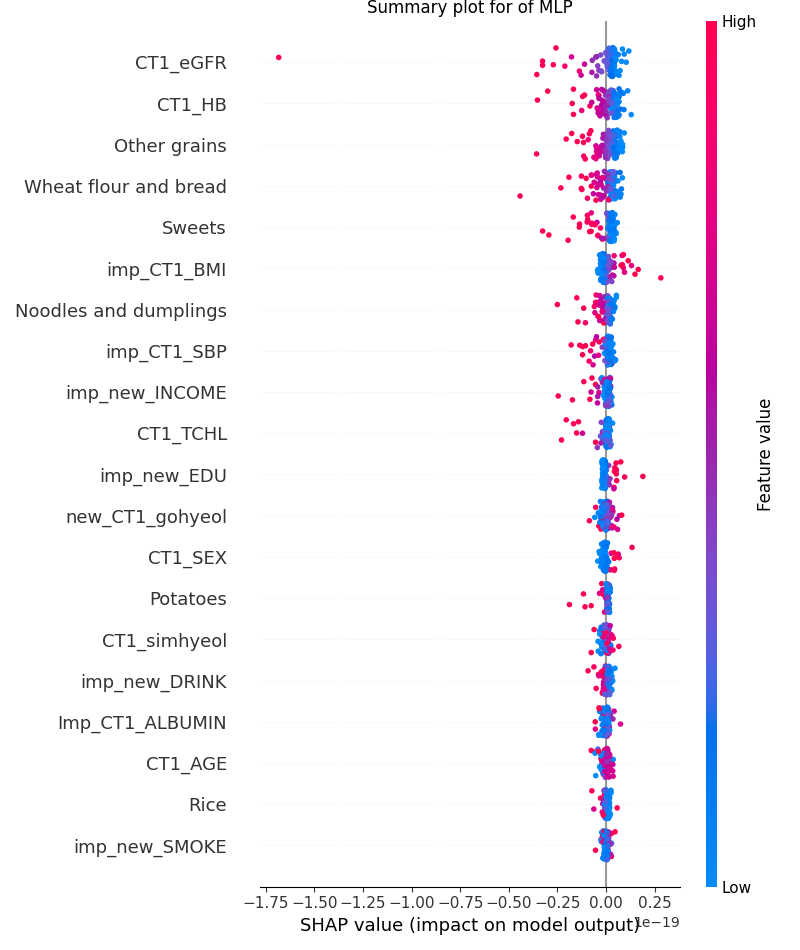 Summary plot for of MLP
High
CT1_eGFR
CT1_HB
Other grains
Wheat flour and bread
Sweets
imp_CT1_BMI
Noodles and dumplings
imp_CT1_SBP
imp_new_INCOME
CT1_TCHL
imp_new_EDU
new_CT1_gohyeol
CT1_SEX
Potatoes
CT1_simhyeol
imp_new_DRINK
Imp_CT1_ALBUMIN
CT1_AGE
Rice
imp_new_SMOKE
Feature value
Low
−1.75 −1.50 −1.25 −1.00 −0.75 −0.50 −0.25 0.00 0.25
SHAP value (impact on model output)
1e−19